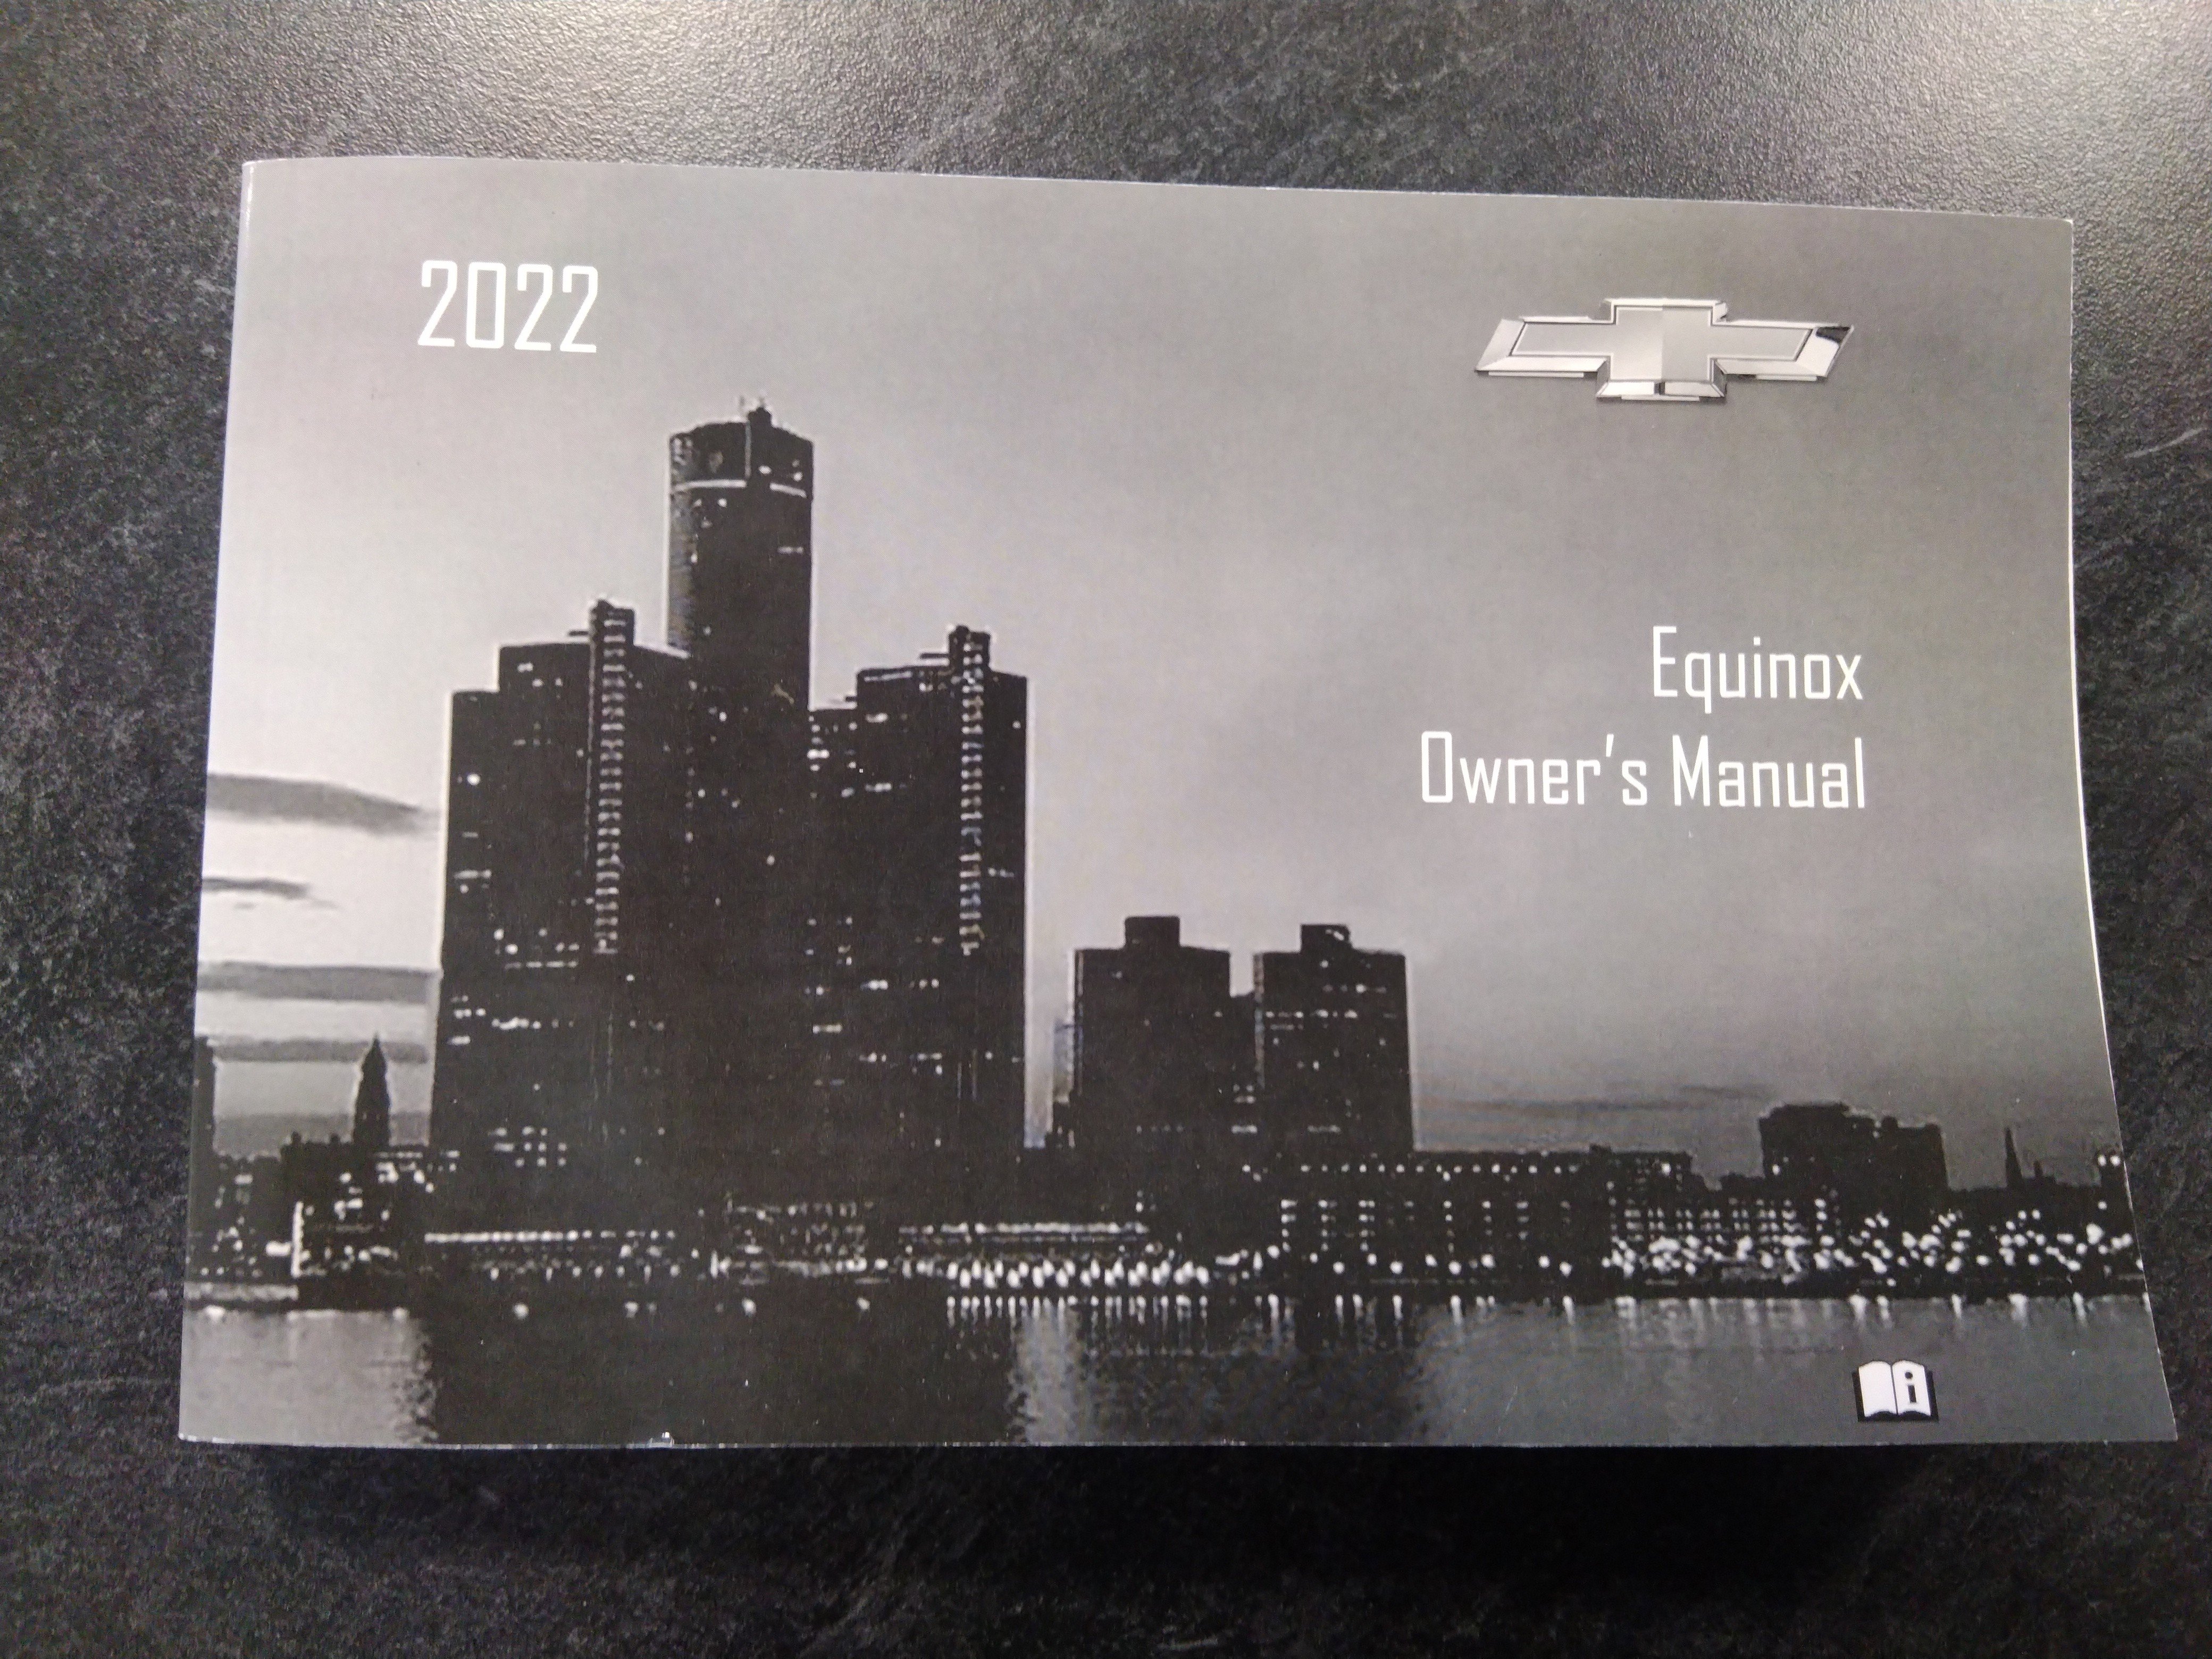 2022
Equinox
Owner's Manual
i